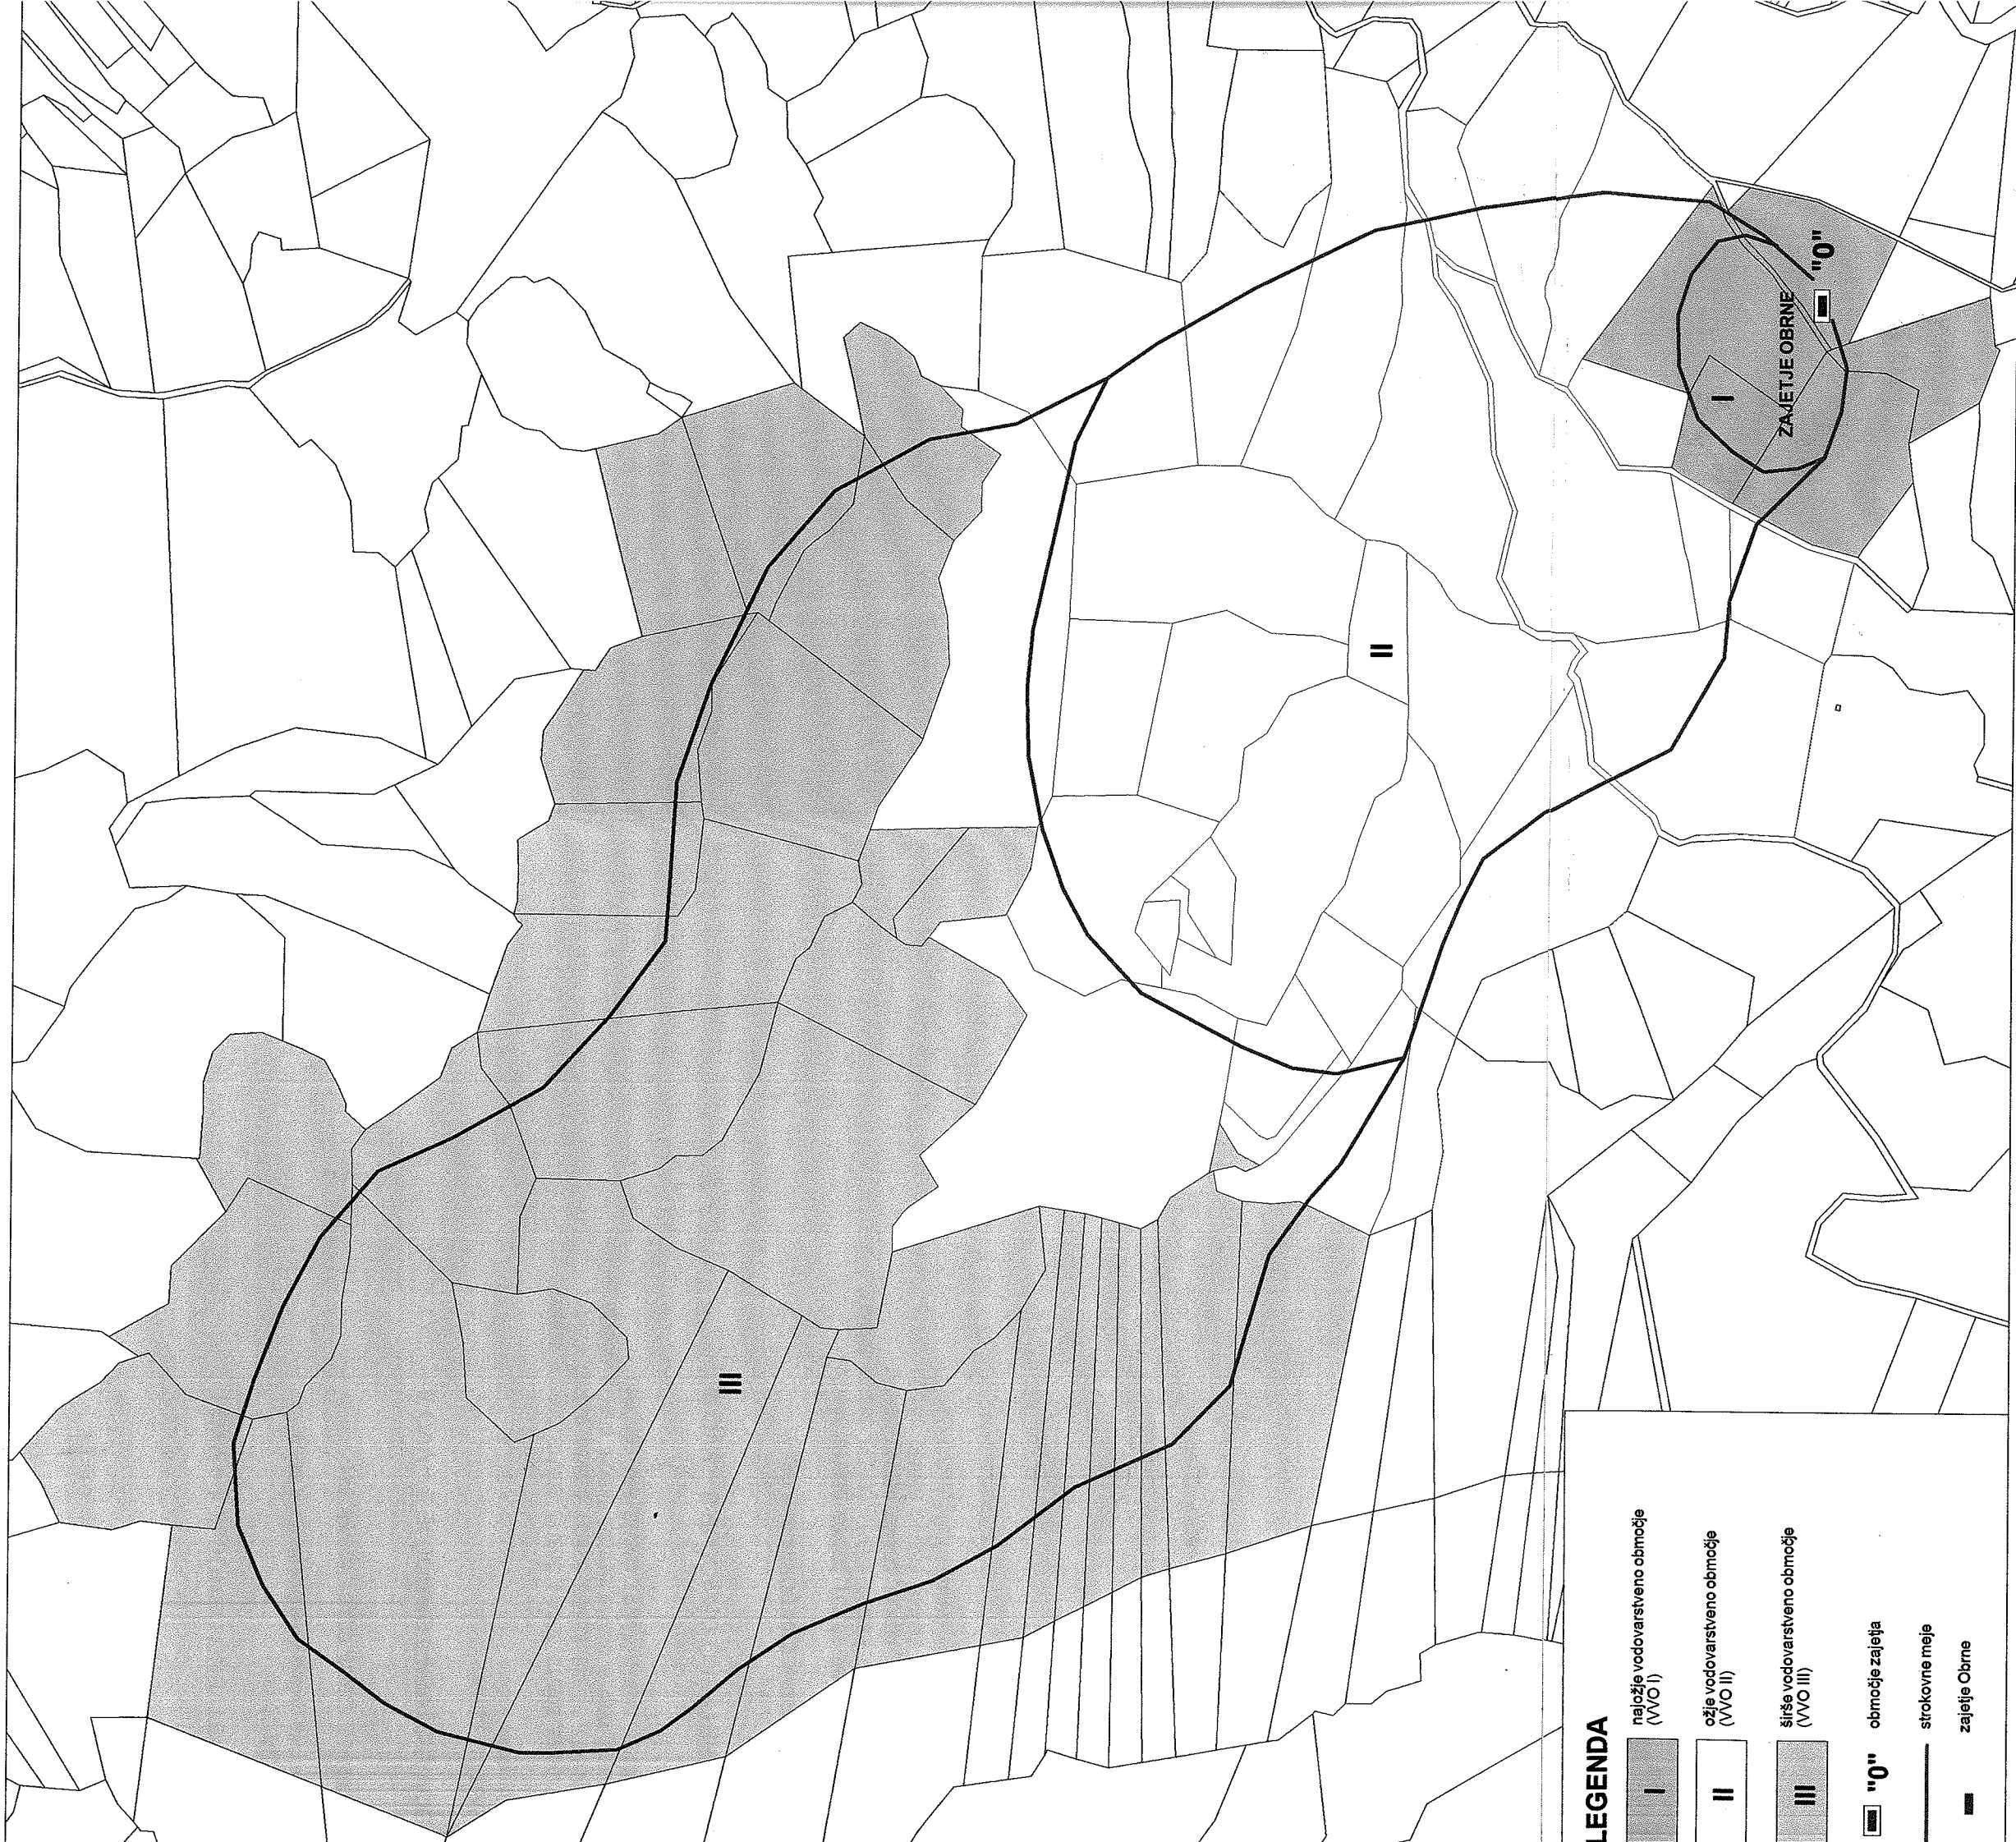 "0"
ZAJETJE OBRNE
I
II
III
LEGENDA
I
najožje vodovarstveno območje
(VVO I)
II
ožje vodovarstveno območje
(VVO II)
III
širše vodovarstveno območje
(VVO III)
"0"
območje zajetja
strokovne meje
zajetje Obrne